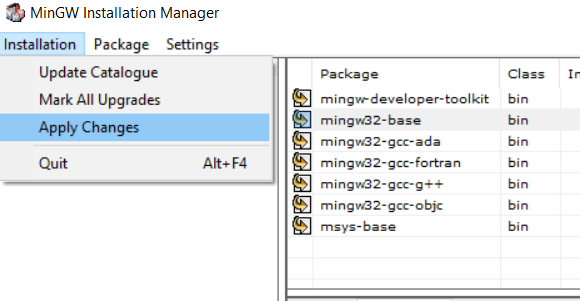 MinGW Installation Manager
Installation Package Settings
Update Catalogue
Mark All Upgrades
Apply Changes
Quit Alt+F4
Package Class In
mingw-developer-toolkit bin
mingw32-base bin
mingw32-gcc-ada bin
mingw32-gcc-fortran bin
mingw32-gcc-g++ bin
mingw32-gcc-objc bin
msys-base bin